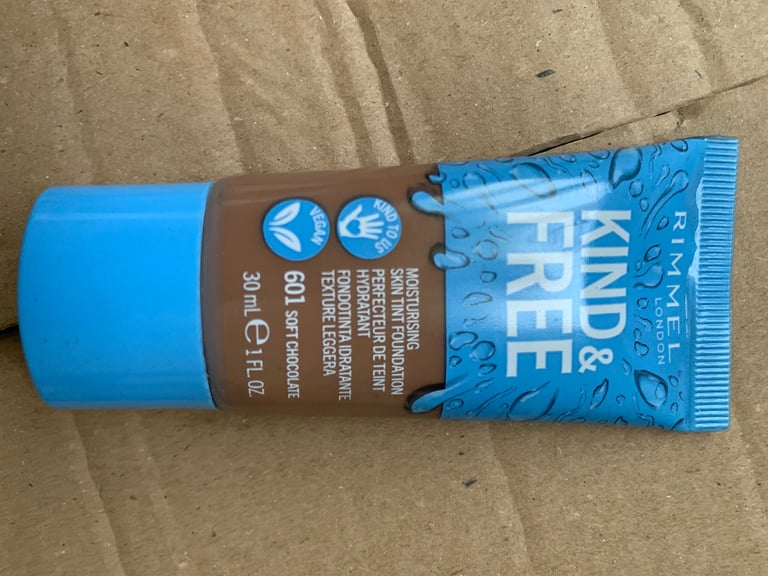 RIMMEL
LONDON
KIND &
FREE
KIND TO US
VEGAN
MOISTURISING
SKIN TINT FOUNDATION
PERFECTEUR DE TEINT
HYDRATANT
FONDOTINTA IDRATANTE
TEXTURE LEGGERA
601 SOFT CHOCOLATE
30 mL ℮ 1 FL. OZ.